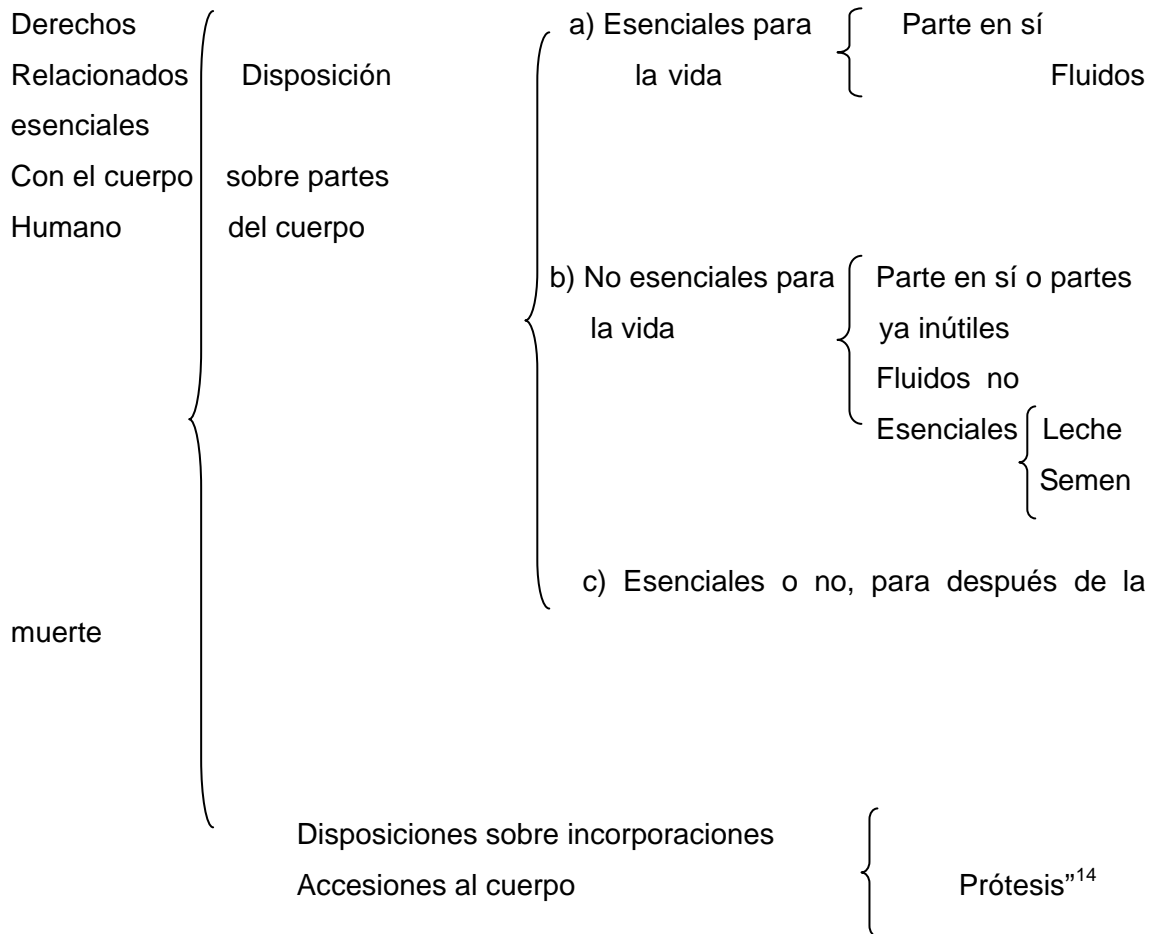 Derechos a) Esenciales para Parte en sí
Relacionados Disposición la vida Fluidos
esenciales
Con el cuerpo sobre partes
Humano del cuerpo
b) No esenciales para Parte en sí o partes
la vida ya inútiles
Fluidos no
Esenciales Leche
Semen
c) Esenciales o no, para después de la
muerte
Disposiciones sobre incorporaciones
Accesiones al cuerpo Prótesis”14